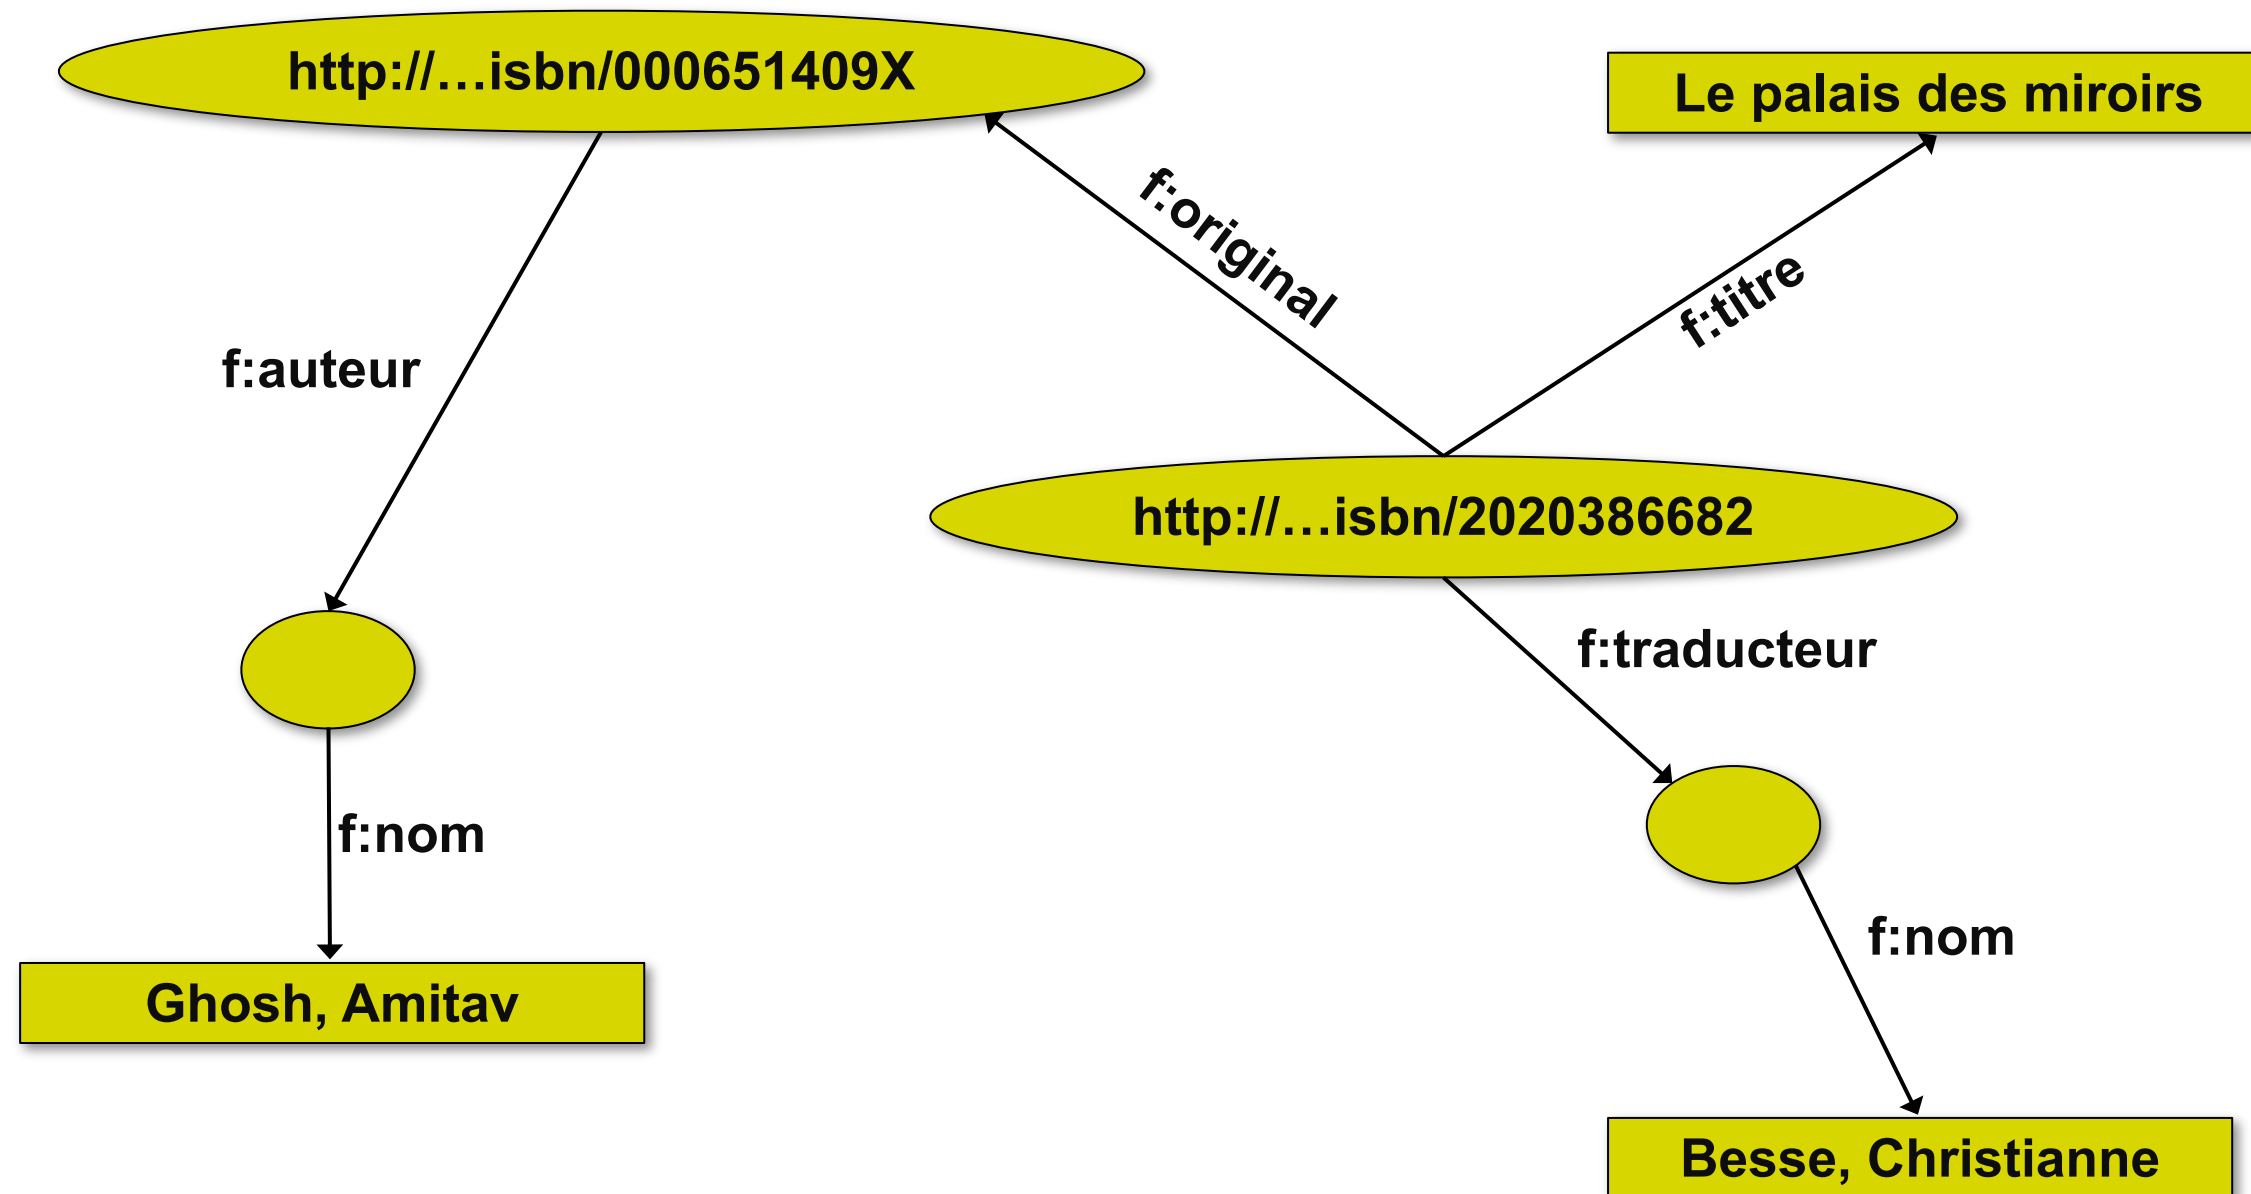 http://…isbn/000651409X
Le palais des miroirs
f:original
f:titre
f:auteur
http://…isbn/2020386682
f:traducteur
f:nom
f:nom
Ghosh, Amitav
Besse, Christianne